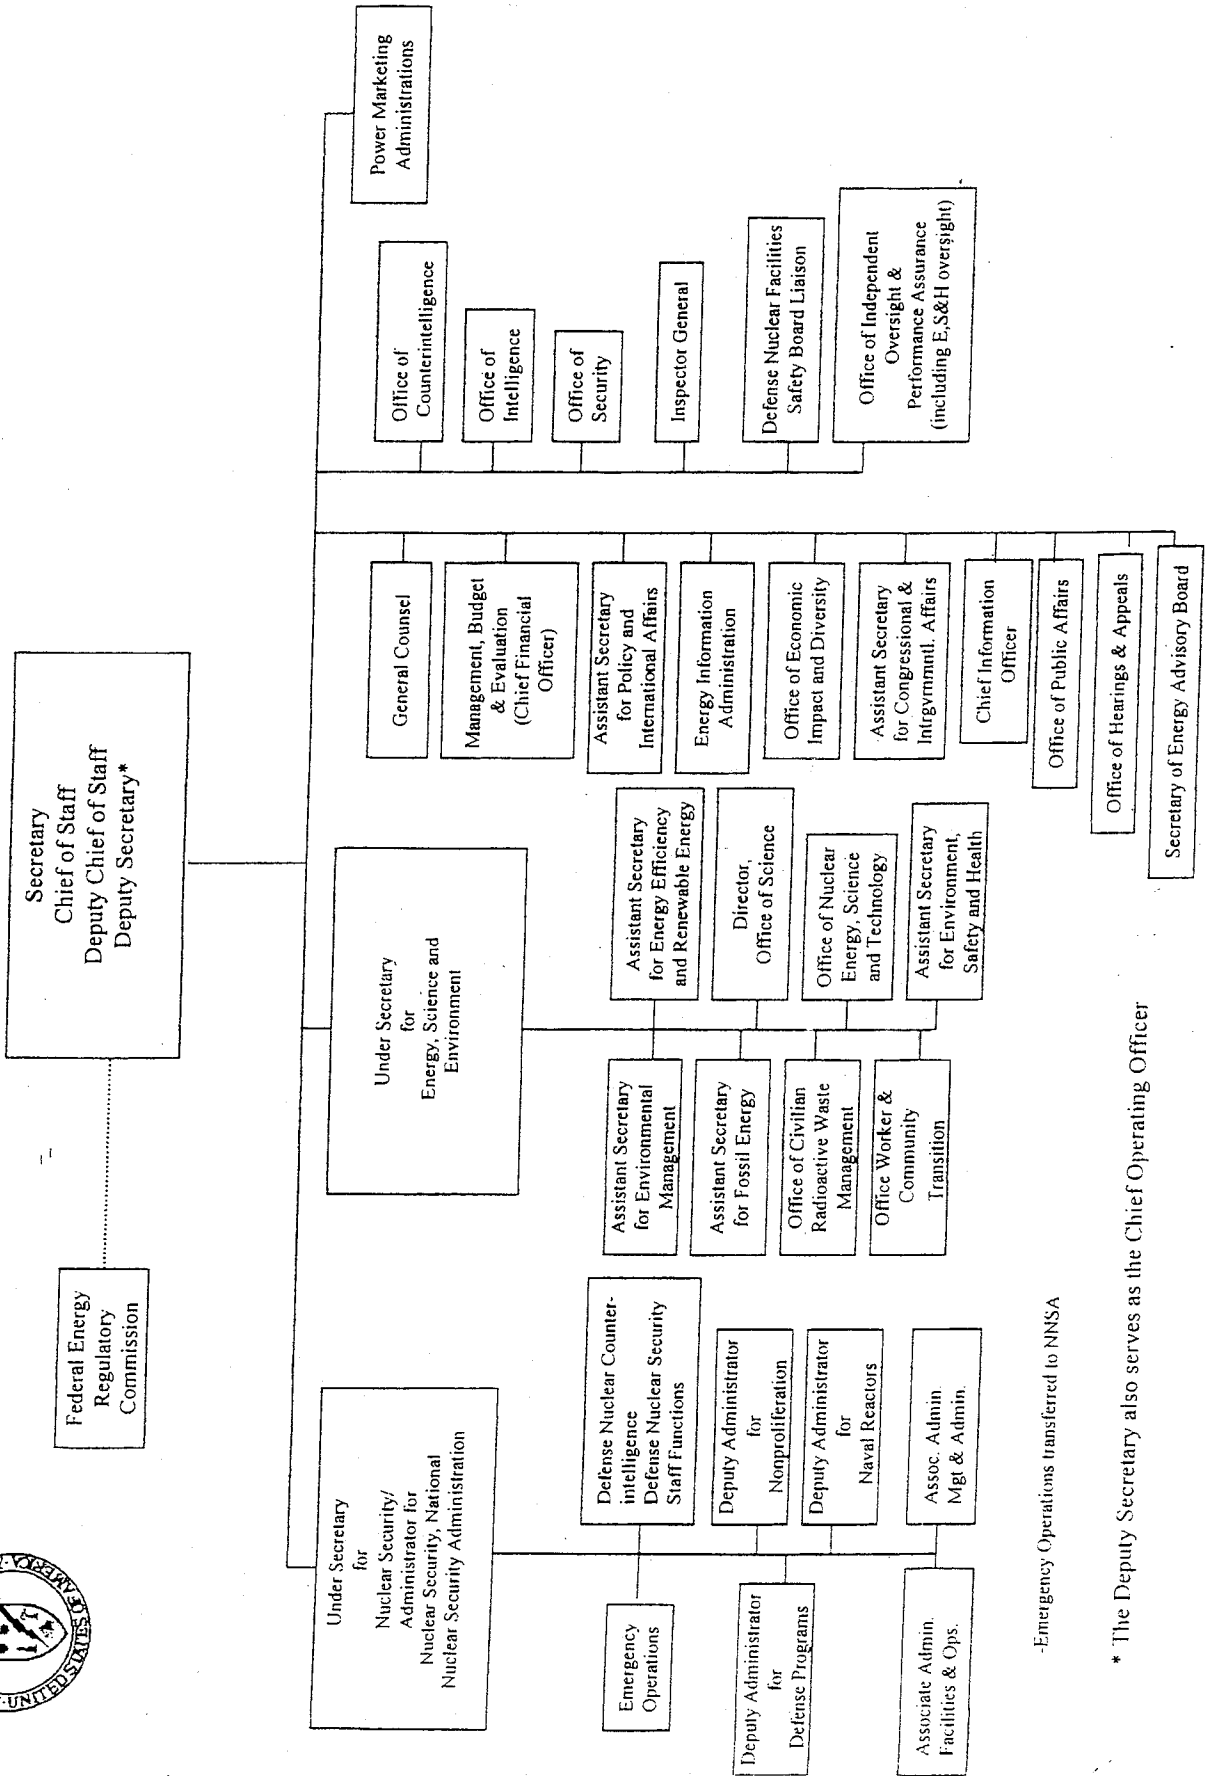 UNITED STATES OF AMERICA
Secretary
Chief of Staff
Deputy Chief of Staff
Deputy Secretary*
Federal Energy
Regulatory
Commission
Under Secretary
for
Nuclear Security/
Administrator for
Nuclear Security, National
Nuclear Security Administration
Under Secretary
for
Energy, Science and
Environment
Power Marketing
Administrations
Emergency
Operations
Defense Nuclear Counter-
intelligence
Defense Nuclear Security
Staff Functions
Deputy Administrator
for
Defense Programs
Deputy Administrator
for
Nonproliferation
Deputy Administrator
for
Naval Reactors
Associate Admin.
Facilities & Ops.
Assoc. Admin.
Mgt & Admin.
Assistant Secretary
for Environmental
Management
Assistant Secretary
for Fossil Energy
Office of Civilian
Radioactive Waste
Management
Office Worker &
Community
Transition
Assistant Secretary
for Energy Efficiency
and Renewable Energy
Director,
Office of Science
Office of Nuclear
Energy, Science
and Technology
Assistant Secretary
for Environment,
Safety and Health
General Counsel
Management, Budget
& Evaluation
(Chief Financial
Officer)
Assistant Secretary
for Policy and
International Affairs
Energy Information
Administration
Office of Economic
Impact and Diversity
Assistant Secretary
for Congressional &
Intrgvrnmntl. Affairs
Chief Information
Officer
Office of Public Affairs
Office of Hearings & Appeals
Secretary of Energy Advisory Board
Office of
Counterintelligence
Office of
Intelligence
Office of
Security
Inspector General
Defense Nuclear Facilities
Safety Board Liaison
Office of Independent
Oversight &
Performance Assurance
(including E,S&H oversight)
-Emergency Operations transferred to NNSA
* The Deputy Secretary also serves as the Chief Operating Officer